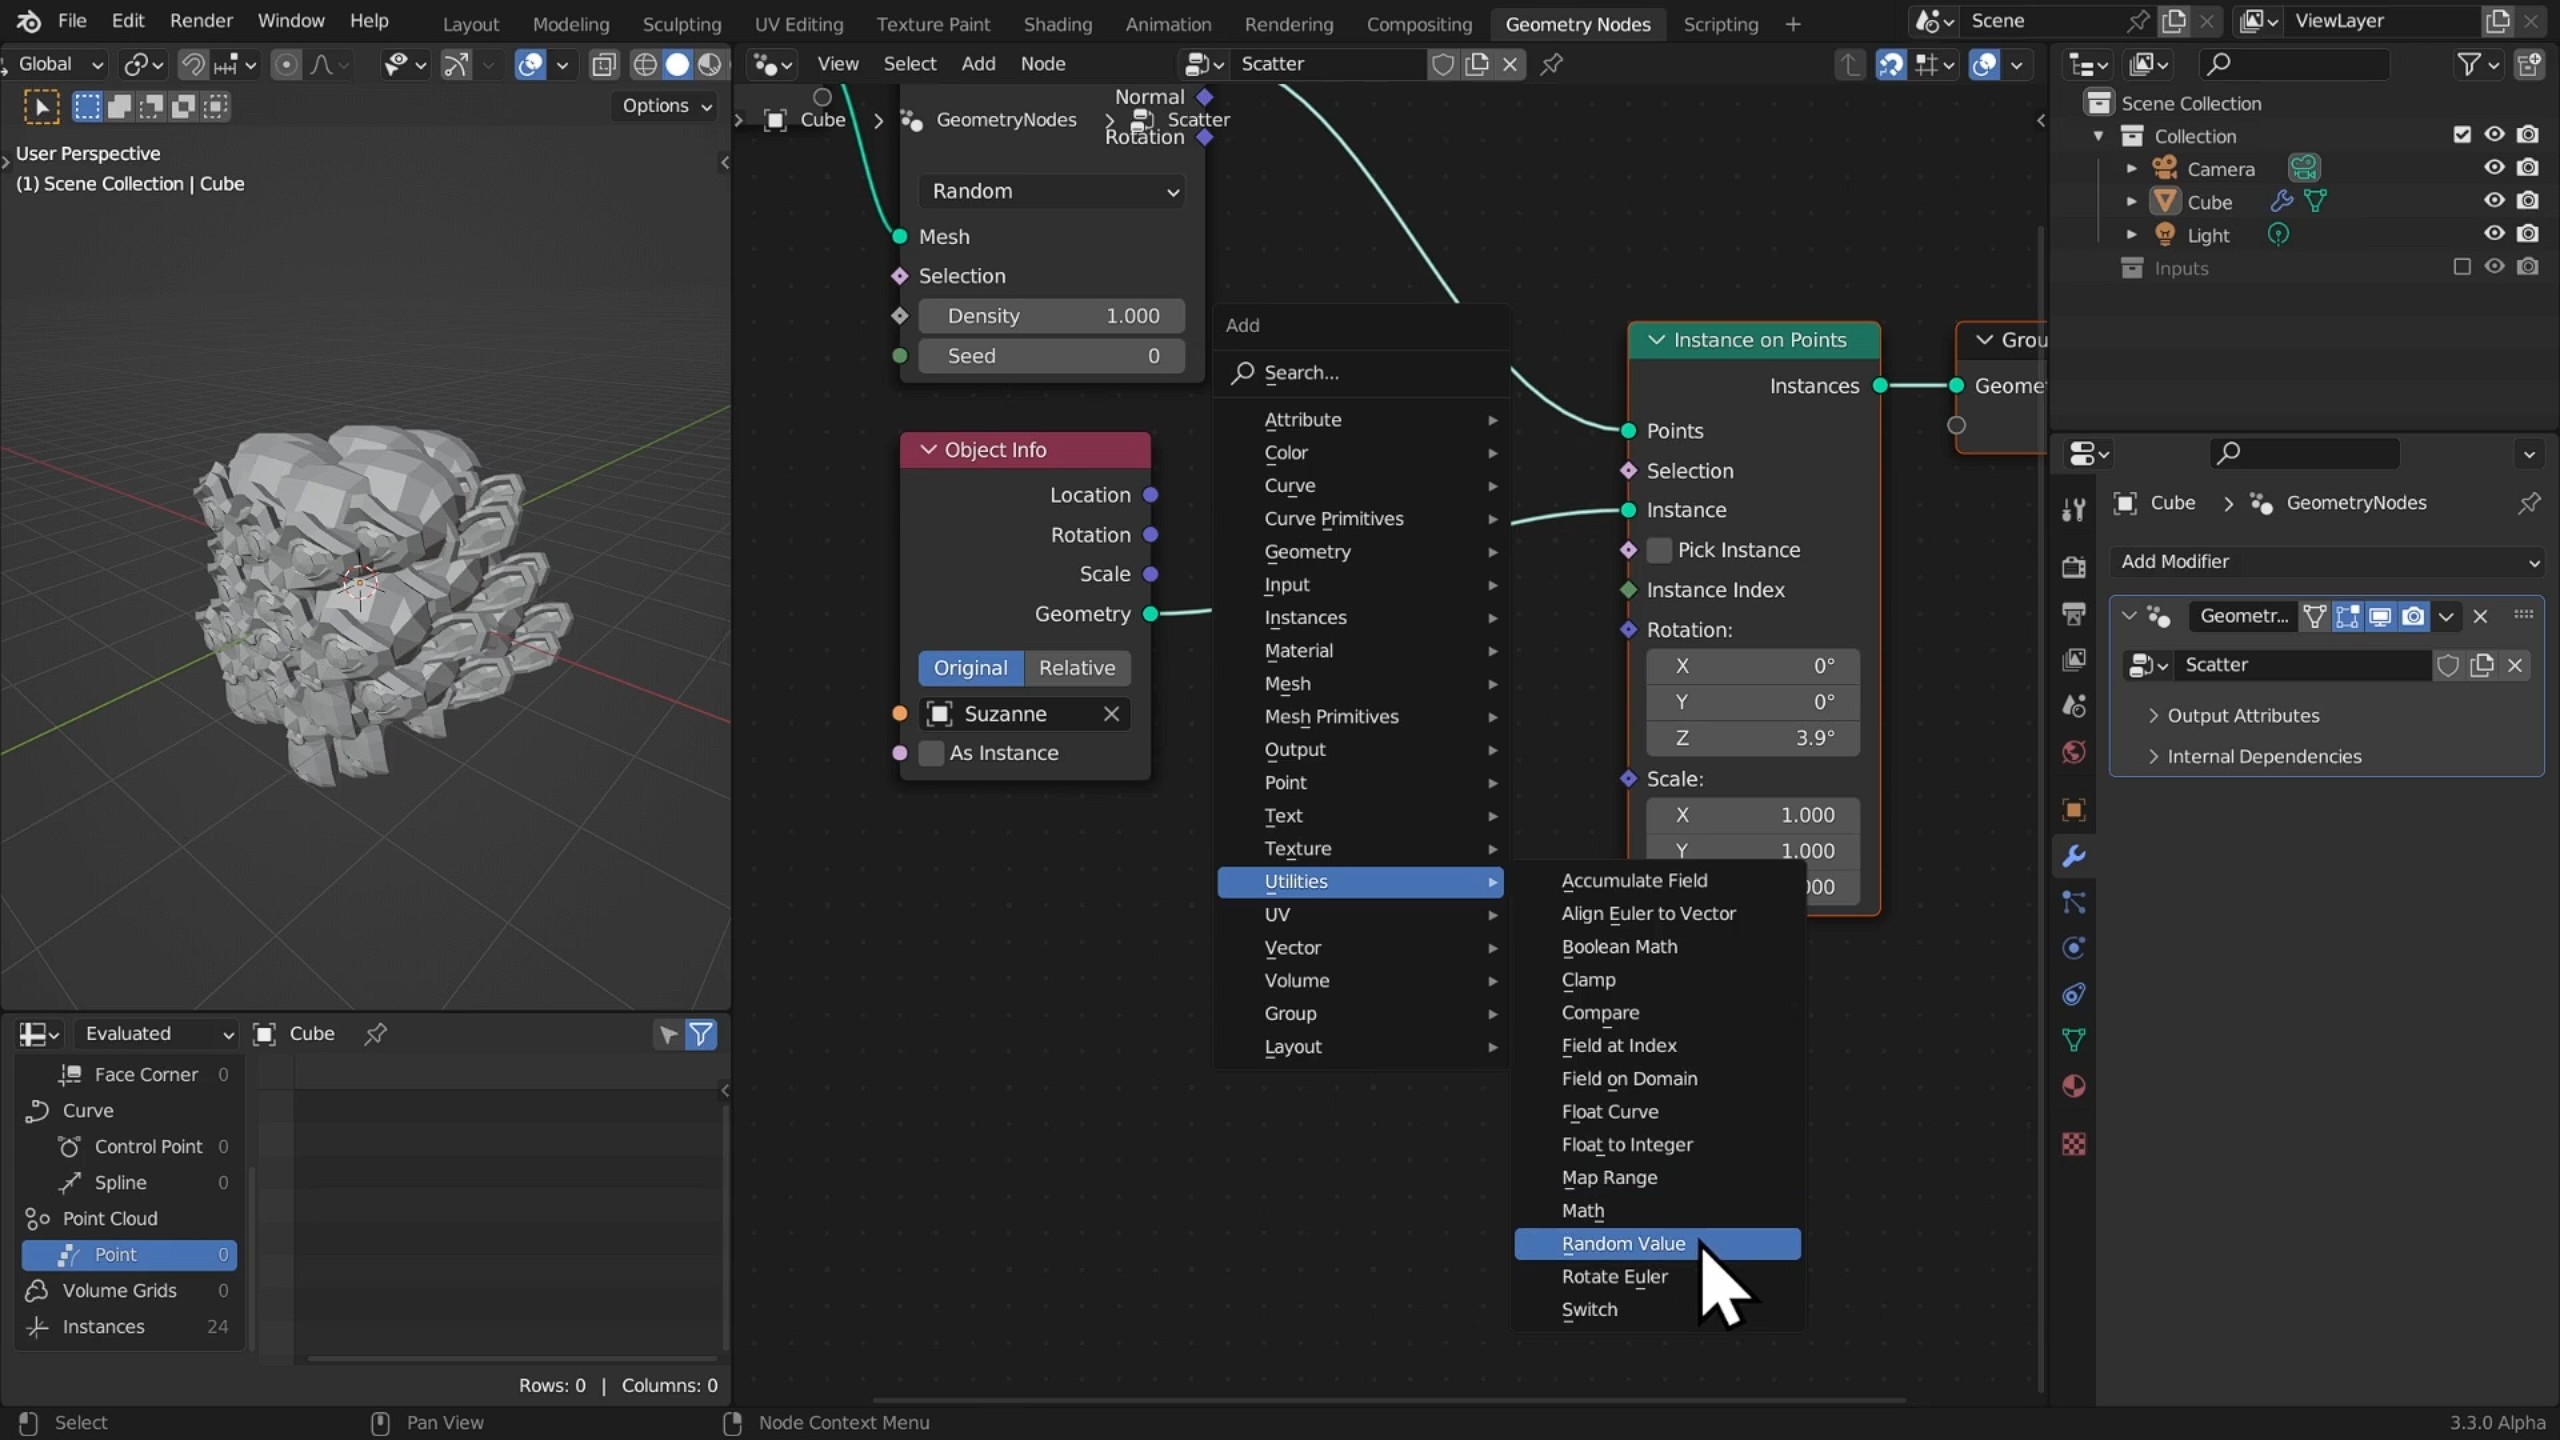 File Edit Render Window Help Layout Modeling Sculpting UV Editing Texture Paint Shading Animation Rendering Compositing Geometry Nodes Scripting + Scene ViewLayer
Global View Select Add Node Scatter
Options
User Perspective
(1) Scene Collection | Cube
Cube > GeometryNodes > Scatter
Normal
Rotation
Random
Mesh
Selection
Density 1.000
Seed 0
Object Info
Location
Rotation
Scale
Geometry
Original Relative
Suzanne
As Instance
Add
Search...
Attribute
Color
Curve
Curve Primitives
Geometry
Input
Instances
Material
Mesh
Mesh Primitives
Output
Point
Text
Texture
Utilities
UV
Vector
Volume
Group
Layout
Accumulate Field
Align Euler to Vector
Boolean Math
Clamp
Compare
Field at Index
Field on Domain
Float Curve
Float to Integer
Map Range
Math
Random Value
Rotate Euler
Switch
Instance on Points
Instances
Points
Selection
Instance
Pick Instance
Instance Index
Rotation:
X 0°
Y 0°
Z 3.9°
Scale:
X 1.000
Y 1.000
000
Grou
Geome
Scene Collection
Collection
Camera
Cube
Light
Inputs
Cube > GeometryNodes
Add Modifier
Geometr...
Scatter
Output Attributes
Internal Dependencies
Evaluated Cube
Face Corner 0
Curve
Control Point 0
Spline 0
Point Cloud
Point 0
Volume Grids 0
Instances 24
Rows: 0 | Columns: 0
Select Pan View Node Context Menu 3.3.0 Alpha